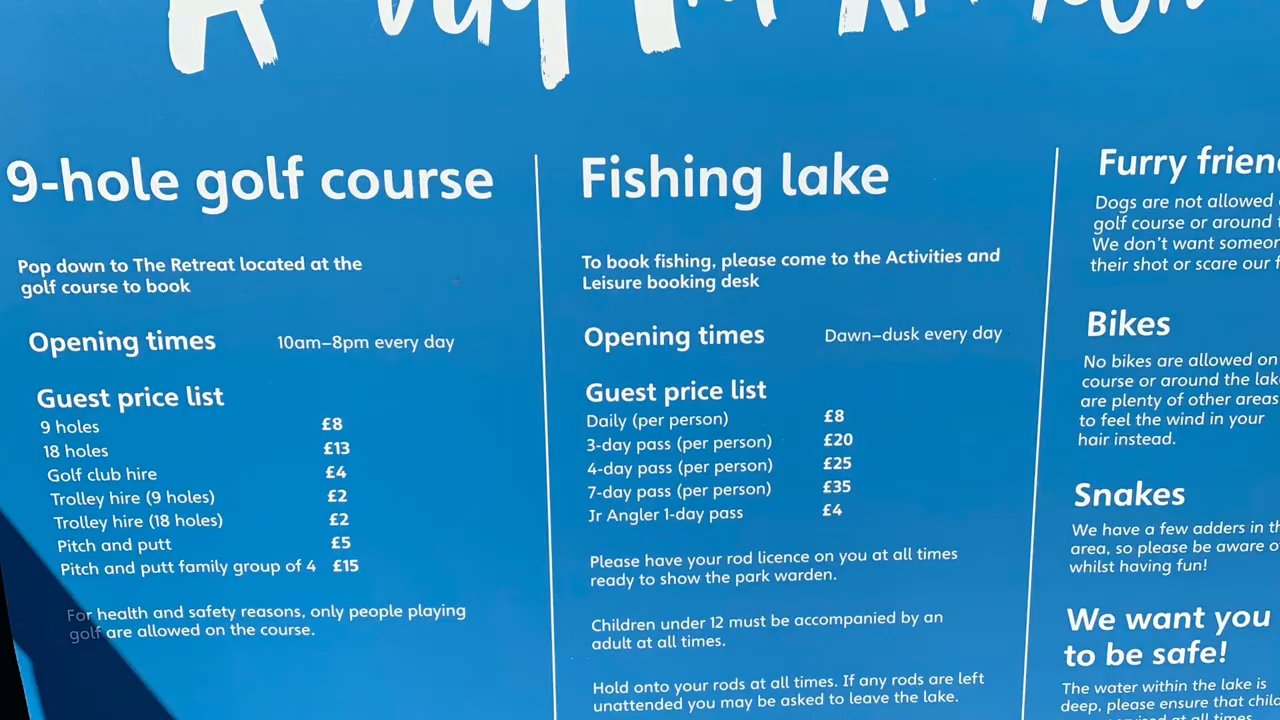 9-hole golf course
Pop down to The Retreat located at the
golf course to book
Opening times 10am–8pm every day
Guest price list
9 holes £8
18 holes £13
Golf club hire £4
Trolley hire (9 holes) £2
Trolley hire (18 holes) £2
Pitch and putt £5
Pitch and putt family group of 4 £15
For health and safety reasons, only people playing
golf are allowed on the course.
Fishing lake
To book fishing, please come to the Activities and
Leisure booking desk
Opening times Dawn–dusk every day
Guest price list
Daily (per person) £8
3-day pass (per person) £20
4-day pass (per person) £25
7-day pass (per person) £35
Jr Angler 1-day pass £4
Please have your rod licence on you at all times
ready to show the park warden.
Children under 12 must be accompanied by an
adult at all times.
Hold onto your rods at all times. If any rods are left
unattended you may be asked to leave the lake.
Furry
Dogs are not allowed
golf course or around
We don't want
their shot or scare our
Bikes
No bikes are allowed on
course or around the
are plenty of other areas
to feel the wind in your
hair instead.
Snakes
We have a few adders in
area, so please be aware
whilst having fun!
We want you
to be safe!
The water within the lake is
deep, please ensure that
at all times